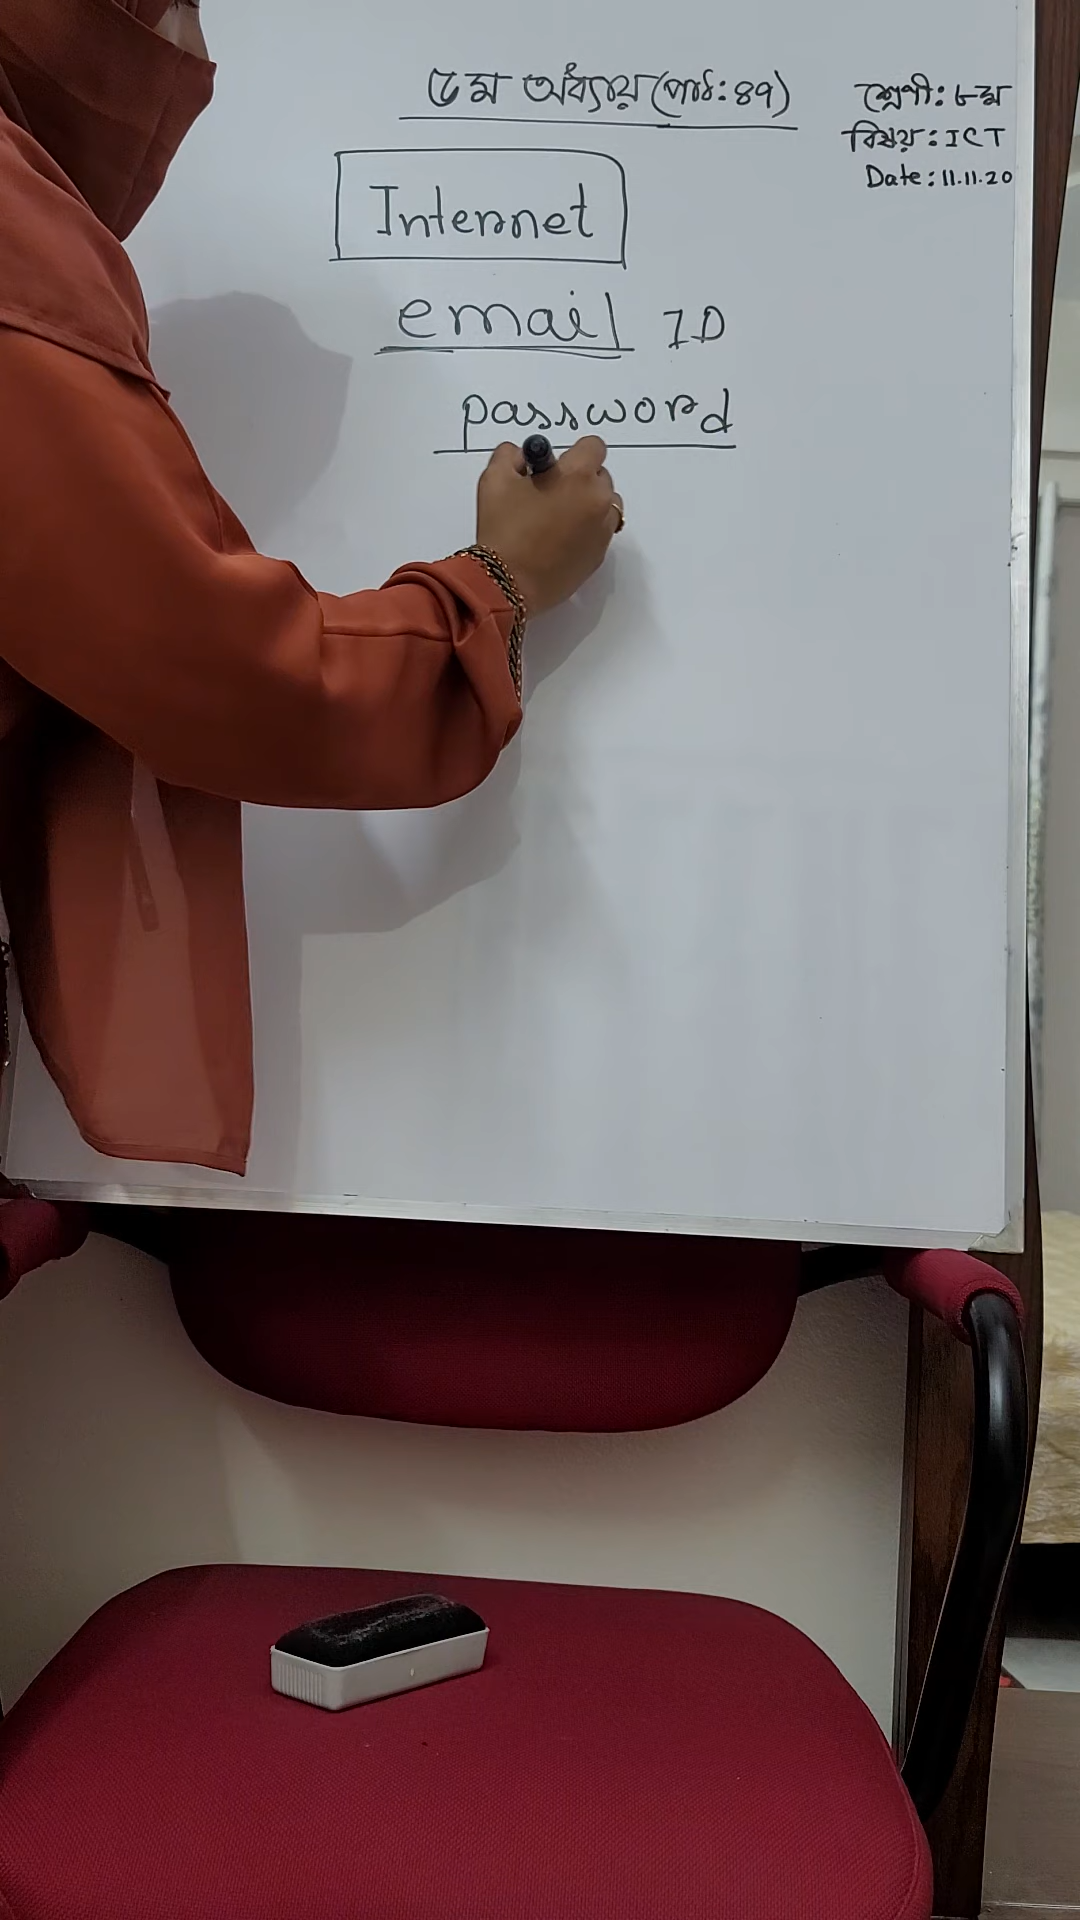 ৫ম অধ্যায় (পাঠ: ৪৭)
শ্রেণী: ৮ম
বিষয়: ICT
Date: 11.11.20
Internet
email ID
password